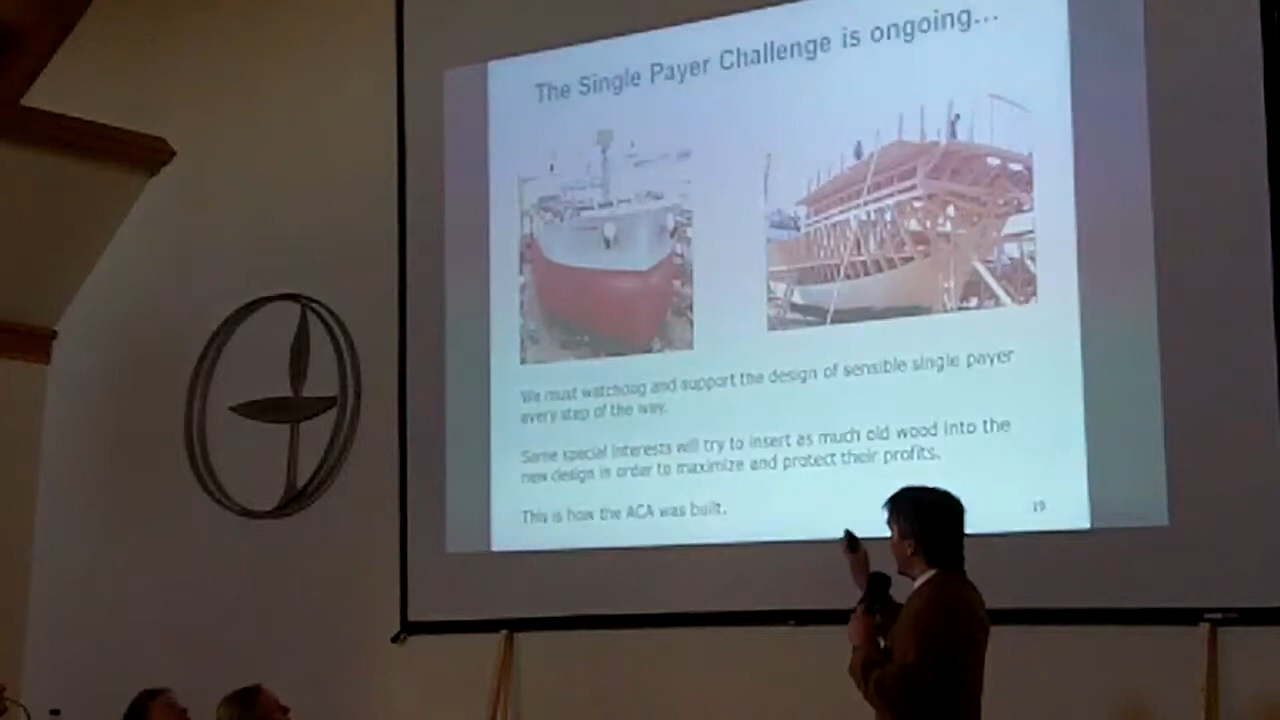 The Single Payer Challenge is ongoing...
We must watchdog and support the design of sensible single payer
every step of the way.
Some special interests will try to insert as much old wood into the
new design in order to maximize and protect their profits.
This is how the ACA was built.
19